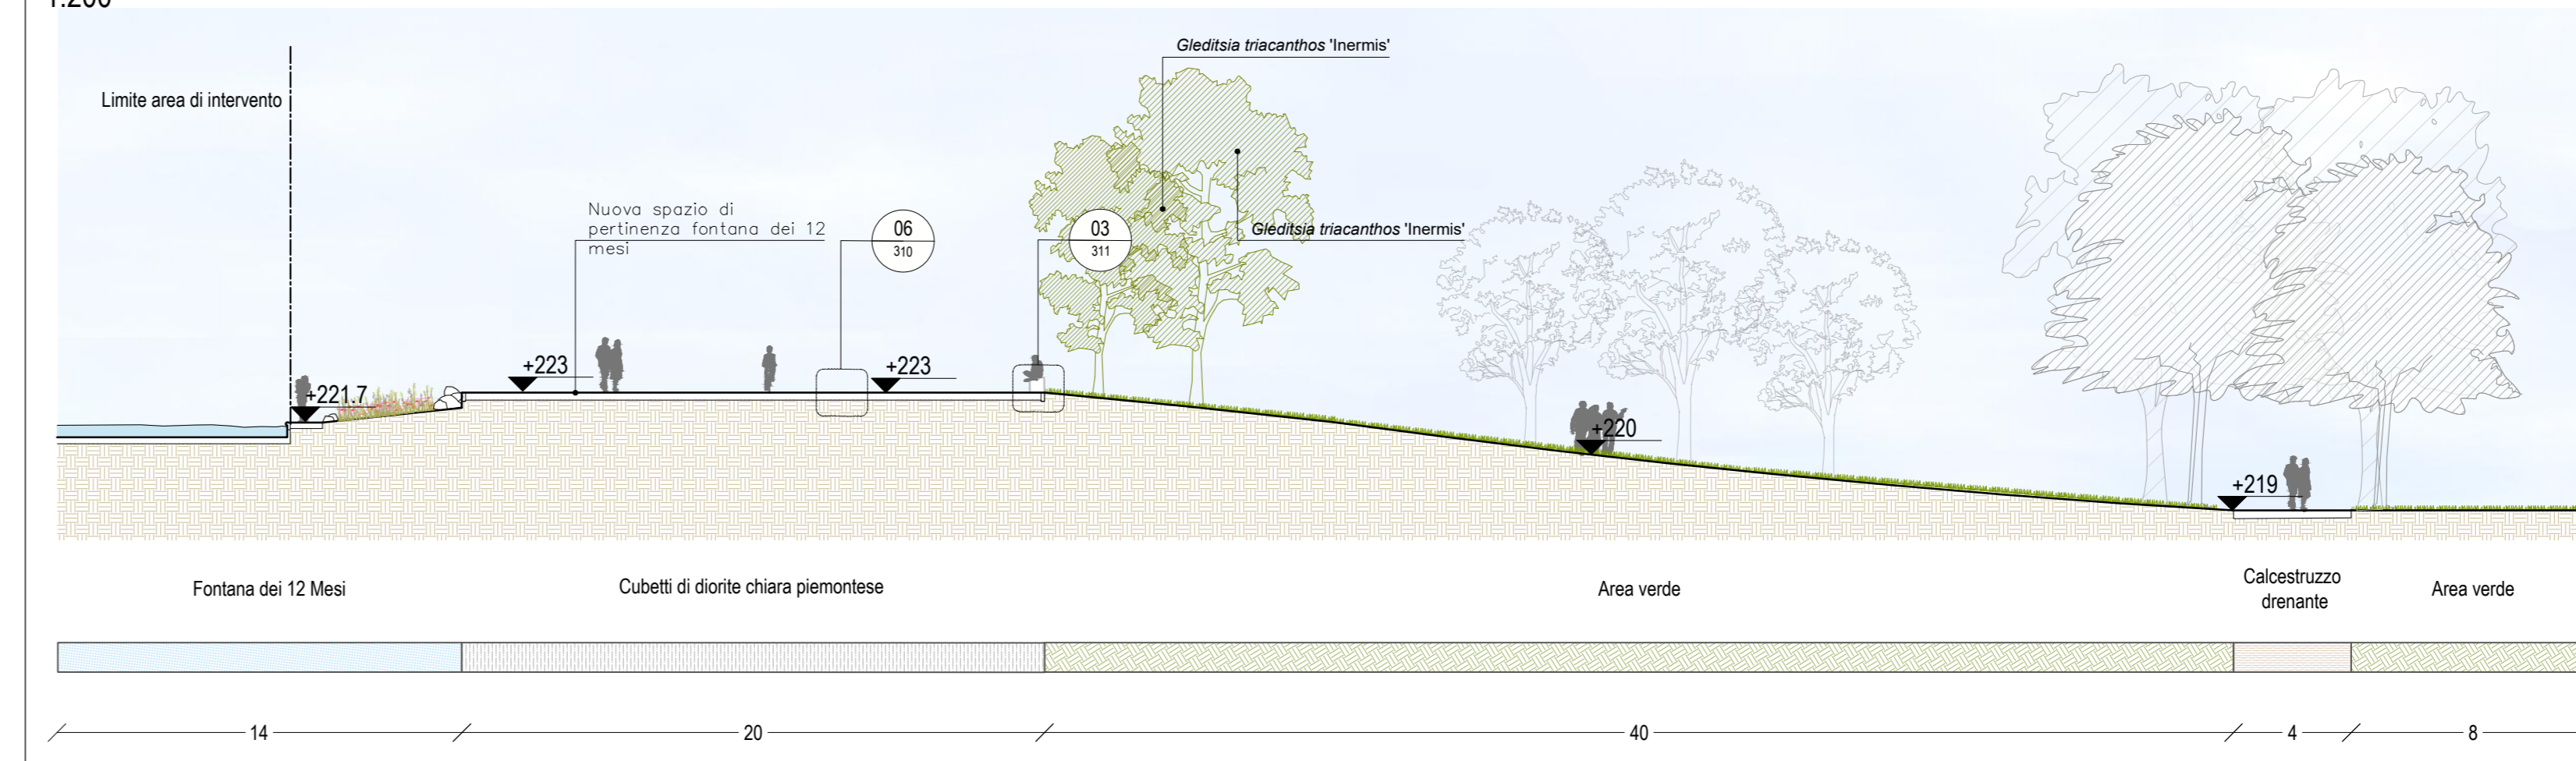 1:200
Gleditsia triacanthos 'Inermis'
Limite area di intervento
Nuova spazio di
pertinenza fontana dei 12
mesi
06
310
03
311
Gleditsia triacanthos 'Inermis'
+223
+223
+221.7
+220
+219
Fontana dei 12 Mesi
Cubetti di diorite chiara piemontese
Area verde
Calcestruzzo
drenante
Area verde
14
20
40
4
8